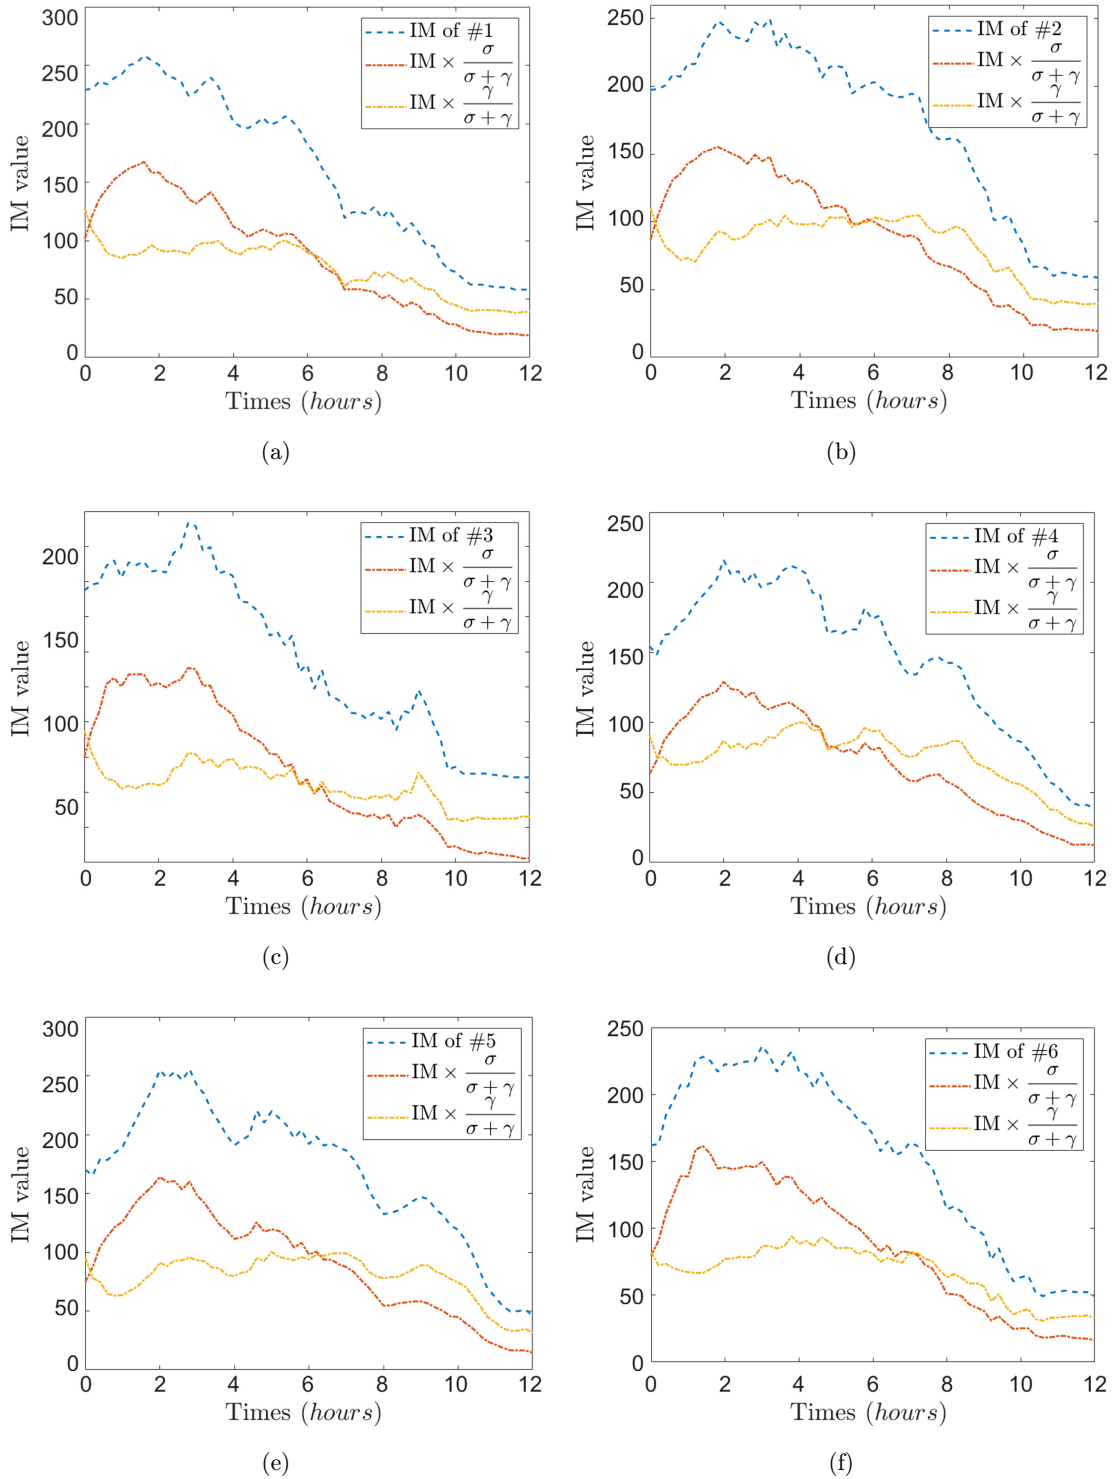 300
250
200
150
100
50
0
IM value
IM of #1
IM × σ/(σ + γ)
IM × γ/(σ + γ)
0 2 4 6 8 10 12
Times (hours)
(a)
250
200
150
100
50
0
IM value
IM of #2
IM × σ/(σ + γ)
IM × γ/(σ + γ)
0 2 4 6 8 10 12
Times (hours)
(b)
200
150
100
50
IM value
IM of #3
IM × σ/(σ + γ)
IM × γ/(σ + γ)
0 2 4 6 8 10 12
Times (hours)
(c)
250
200
150
100
50
0
IM value
IM of #4
IM × σ/(σ + γ)
IM × γ/(σ + γ)
0 2 4 6 8 10 12
Times (hours)
(d)
300
250
200
150
100
50
0
IM value
IM of #5
IM × σ/(σ + γ)
IM × γ/(σ + γ)
0 2 4 6 8 10 12
Times (hours)
(e)
250
200
150
100
50
0
IM value
IM of #6
IM × σ/(σ + γ)
IM × γ/(σ + γ)
0 2 4 6 8 10 12
Times (hours)
(f)